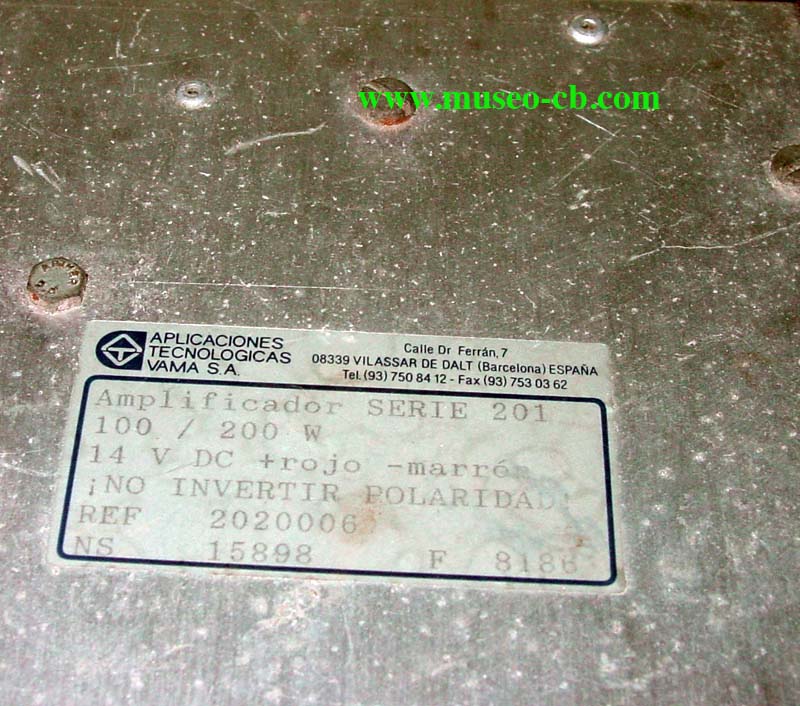 www.museo-cb.com
APLICACIONES
TECNOLOGICAS
VAMA S.A.
Calle Dr Ferrán, 7
08339 VILASSAR DE DALT (Barcelona) ESPAÑA
Tel. (93) 750 84 12 - Fax (93) 753 03 62
Amplificador SERIE 201
100 / 200 W
14 V DC +rojo -marrón
¡NO INVERTIR POLARIDAD!
REF 2020006
NS 15898 F 8186